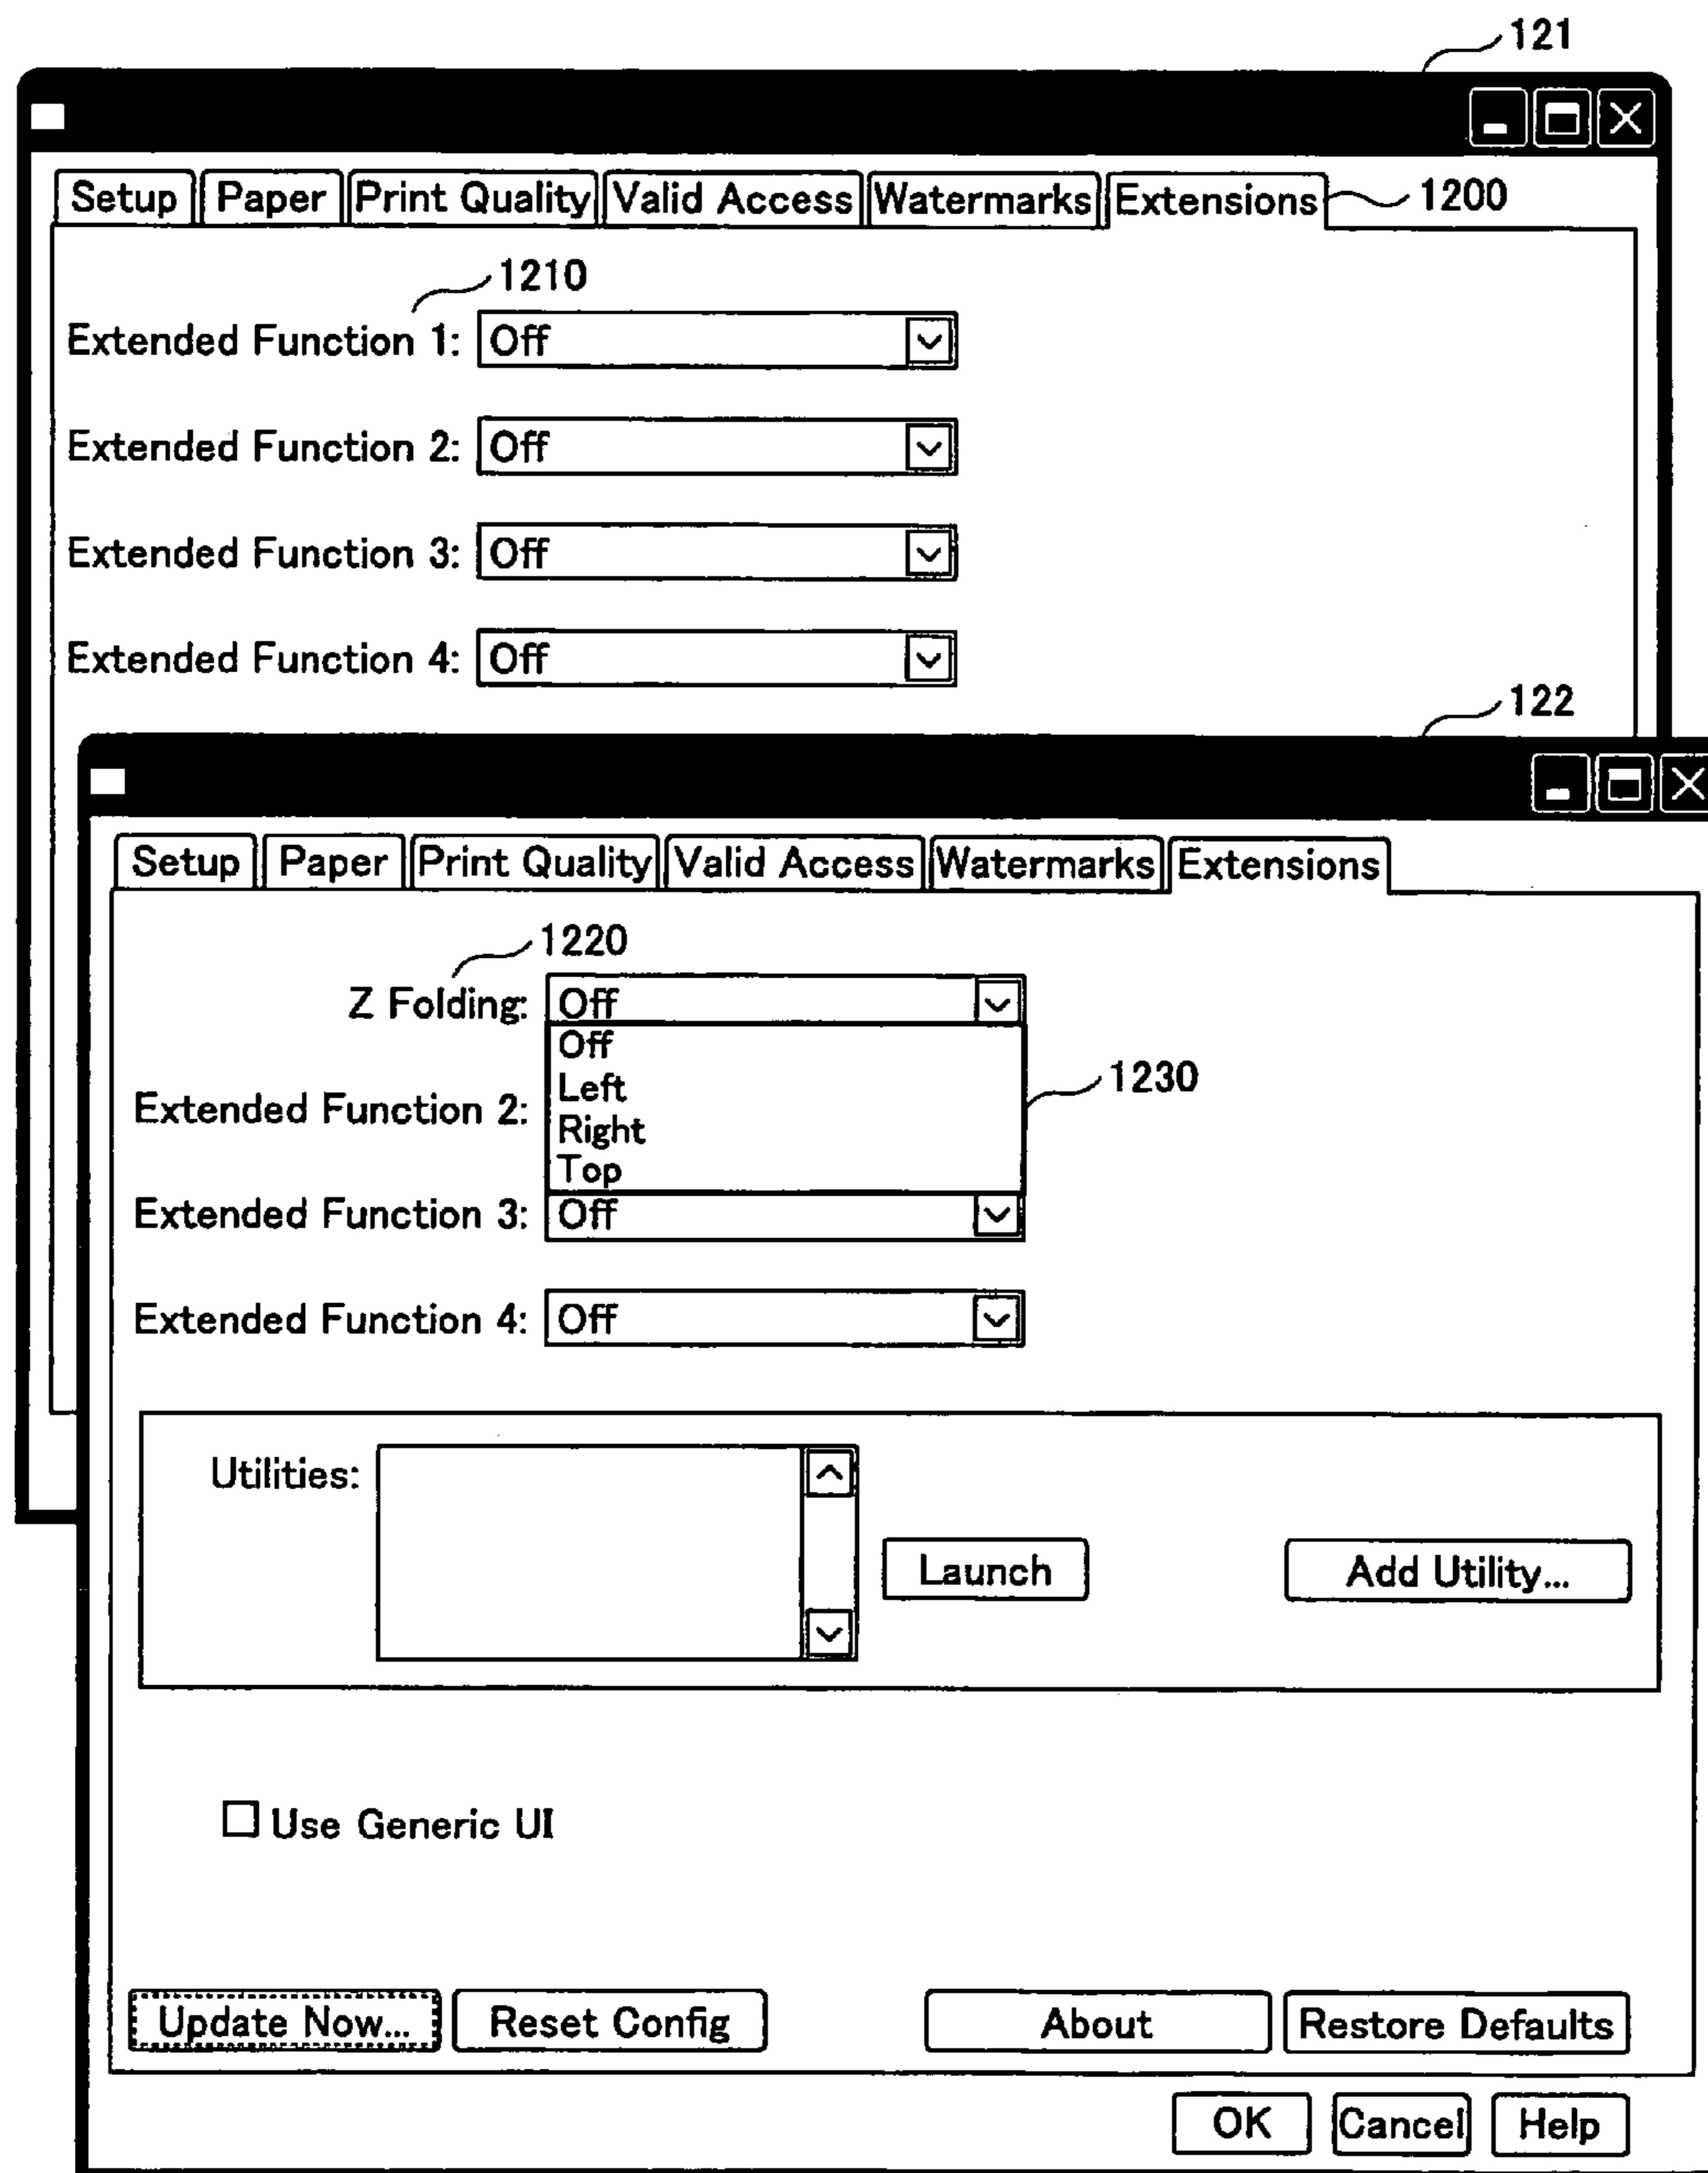 121
Setup Paper Print Quality Valid Access Watermarks Extensions 1200
1210
Extended Function 1: Off
Extended Function 2: Off
Extended Function 3: Off
Extended Function 4: Off
122
Setup Paper Print Quality Valid Access Watermarks Extensions
1220
Z Folding: Off
Off
Left
Right
Top
1230
Extended Function 2:
Extended Function 3: Off
Extended Function 4: Off
Utilities:
Launch Add Utility...
Use Generic UI
Update Now... Reset Config About Restore Defaults
OK Cancel Help